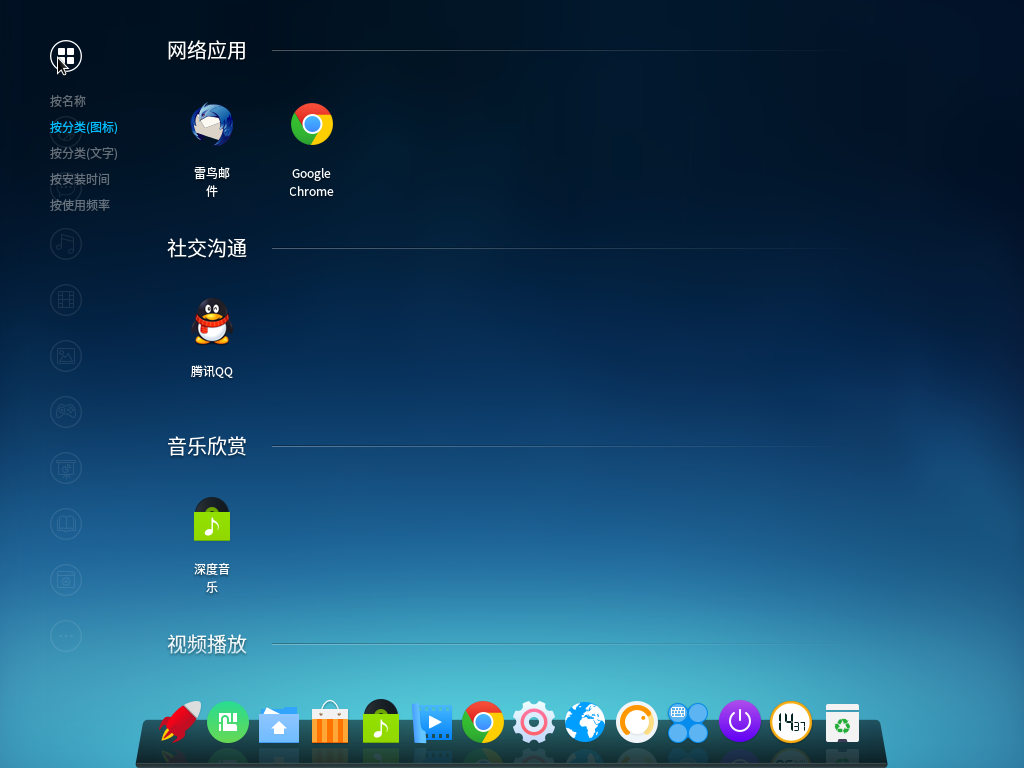 网络应用
按名称
按分类(图标)
按分类(文字)
按安装时间
按使用频率
雷鸟邮
件
Google
Chrome
社交沟通
腾讯QQ
音乐欣赏
深度音
乐
视频播放
14 37